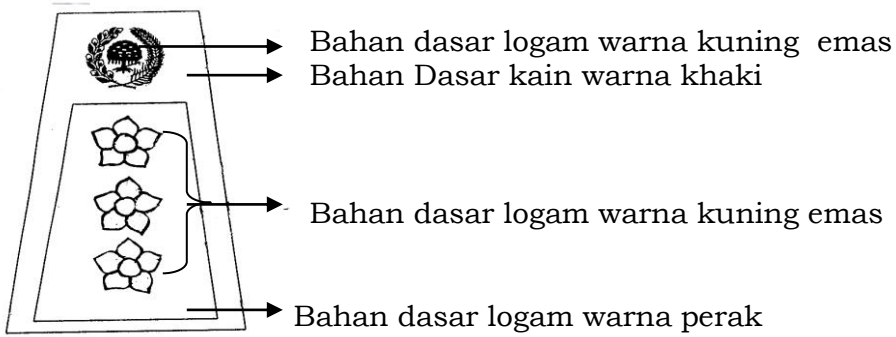 Bahan dasar logam warna kuning emas
Bahan Dasar kain warna khaki
Bahan dasar logam warna kuning emas
Bahan dasar logam warna perak